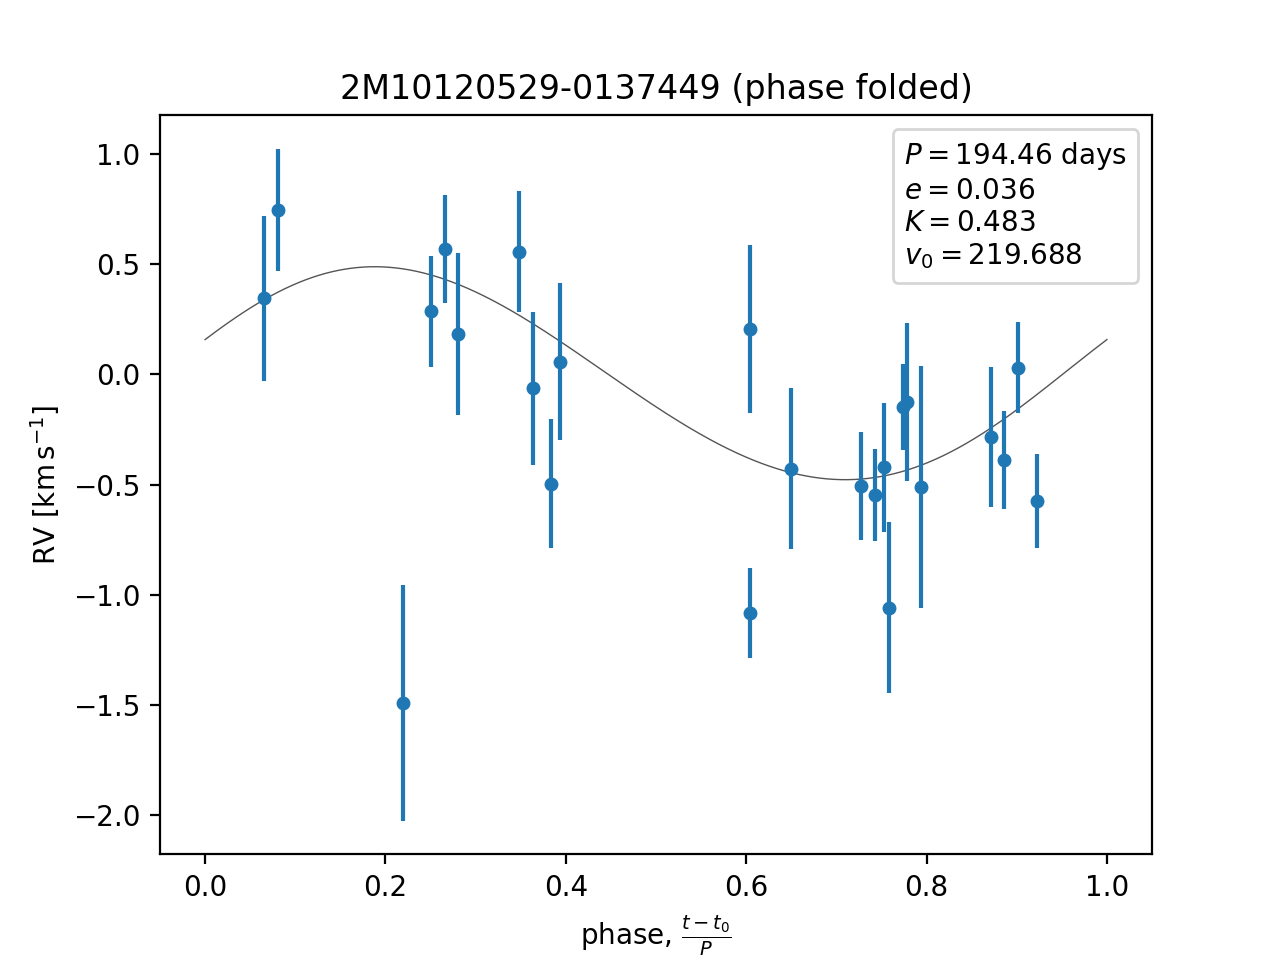 2M10120529-0137449 (phase folded)
P = 194.46 days
e = 0.036
K = 0.483
v₀ = 219.688
1.0
0.5
0.0
−0.5
−1.0
−1.5
−2.0
RV [km s⁻¹]
0.0 0.2 0.4 0.6 0.8 1.0
phase, (t − t₀)/P